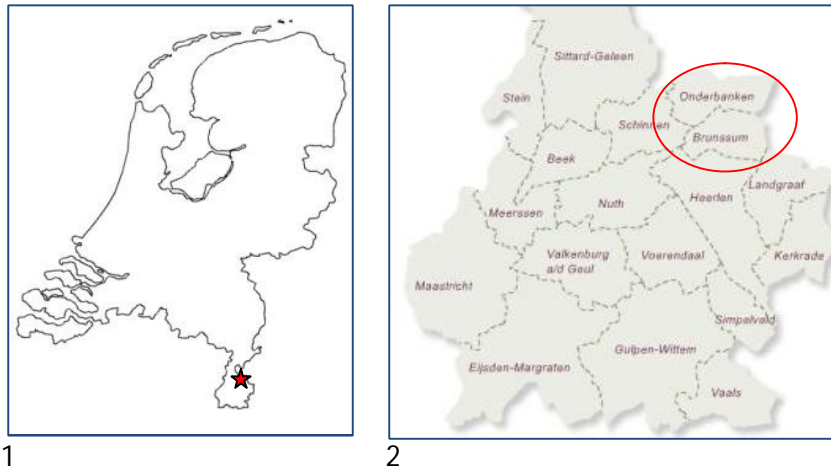 Sittard-Geleen
Stein
Onderbanken
Schinnen
Brunssum
Beek
Landgraaf
Nuth
Heerlen
Meerssen
Valkenburg
a/d Geul
Voerendaal
Kerkrade
Maastricht
Simpelveld
Gulpen-Wittem
Eijsden-Margraten
Vaals
1
2